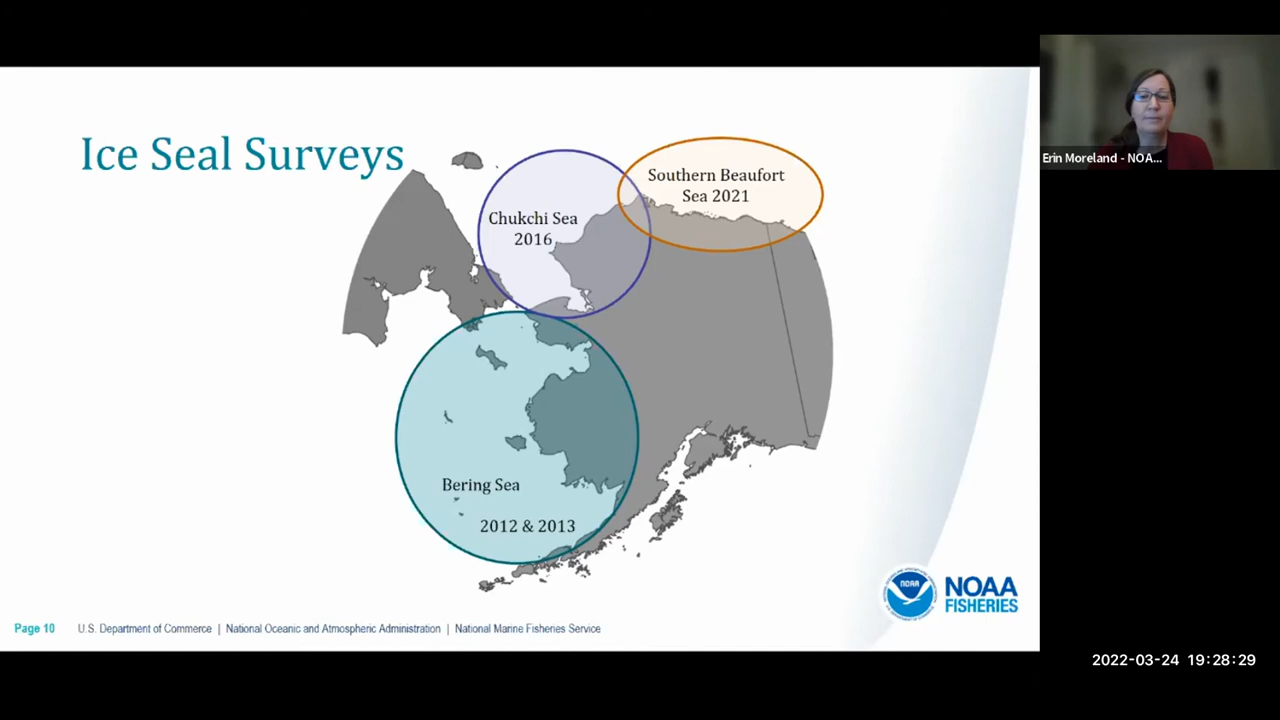 Ice Seal Surveys
Southern Beaufort
Sea 2021
Chukchi Sea
2016
Bering Sea
2012 & 2013
Erin Moreland - NOA...
NOAA
NOAA
FISHERIES
Page 10 U.S. Department of Commerce | National Oceanic and Atmospheric Administration | National Marine Fisheries Service
2022-03-24 19:28:29